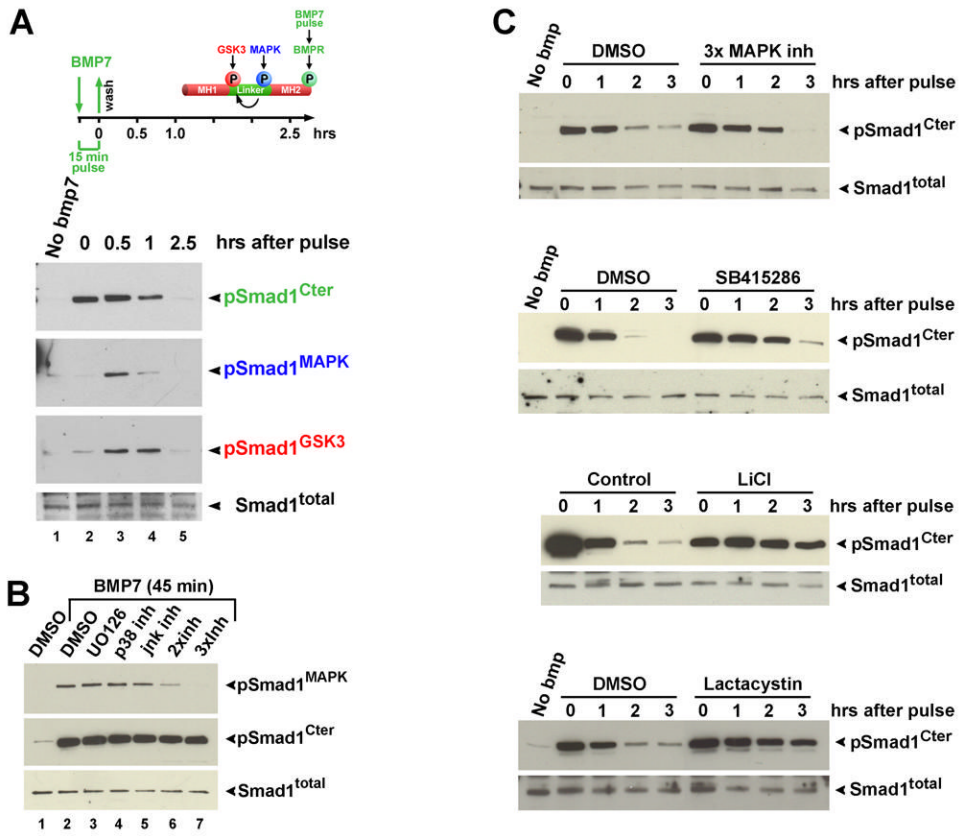 A
BMP7 pulse
BMP7
GSK3 MAPK BMPR
P P P
MH1 Linker MH2
wash
0 0.5 1.0 2.5 hrs
15 min pulse
No bmp7 0 0.5 1 2.5 hrs after pulse
pSmad1Cter
pSmad1MAPK
pSmad1GSK3
Smad1total
1 2 3 4 5
B
BMP7 (45 min)
DMSO DMSO UO126 p38 inh jnk inh 2xinh 3xinh
pSmad1MAPK
pSmad1Cter
Smad1total
1 2 3 4 5 6 7
C
No bmp DMSO 3x MAPK inh
0 1 2 3 0 1 2 3 hrs after pulse
pSmad1Cter
Smad1total
No bmp DMSO SB415286
0 1 2 3 0 1 2 3 hrs after pulse
pSmad1Cter
Smad1total
Control LiCl
0 1 2 3 0 1 2 3 hrs after pulse
pSmad1Cter
Smad1total
No bmp DMSO Lactacystin
0 1 2 3 0 1 2 3 hrs after pulse
pSmad1Cter
Smad1total